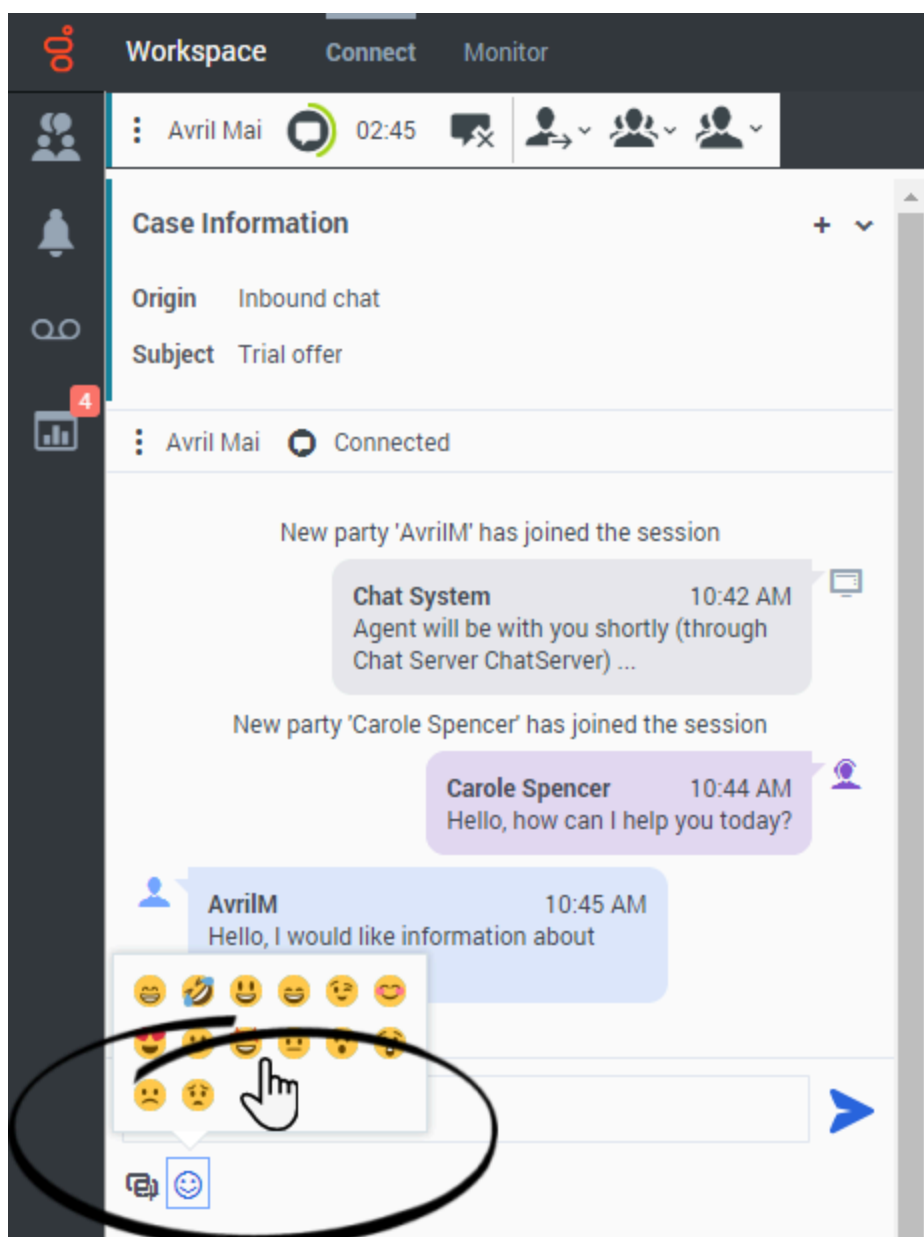 Workspace Connect Monitor
Avril Mai 02:45
Case Information
Origin Inbound chat
4
Subject Trial offer
Avril Mai Connected
New party 'AvrilM' has joined the session
Chat System 10:42 AM
Agent will be with you shortly (through
Chat Server ChatServer) ...
New party 'Carole Spencer' has joined the session
Carole Spencer 10:44 AM
Hello, how can I help you today?
AvrilM 10:45 AM
Hello, I would like information about